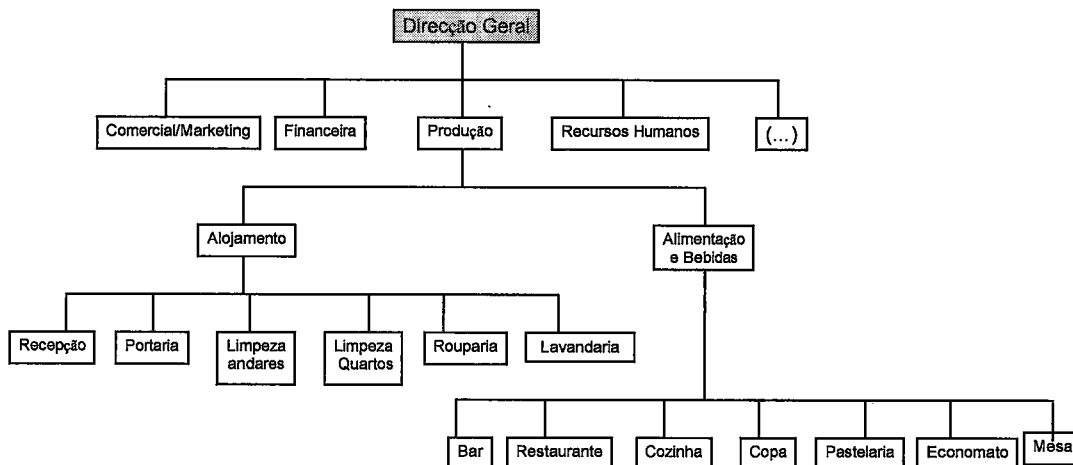 Direcção Geral
Comercial/Marketing
Financeira
Produção
Recursos Humanos
(...)
Alojamento
Alimentação
e Bebidas
Recepção
Portaria
Limpeza
andares
Limpeza
Quartos
Rouparia
Lavandaria
Bar
Restaurante
Cozinha
Copa
Pastelaria
Economato
Mesa